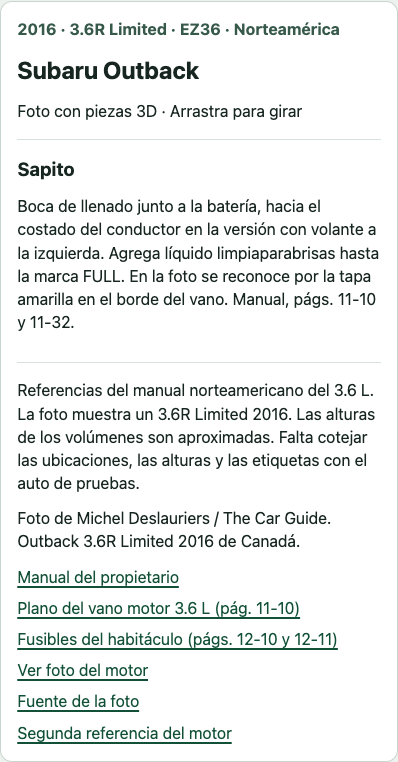 2016 · 3.6R Limited · EZ36 · Norteamérica
Subaru Outback
Foto con piezas 3D · Arrastra para girar
Sapito
Boca de llenado junto a la batería, hacia el
costado del conductor en la versión con volante a
la izquierda. Agrega líquido limpiaparabrisas hasta
la marca FULL. En la foto se reconoce por la tapa
amarilla en el borde del vano. Manual, págs. 11-10
y 11-32.
Referencias del manual norteamericano del 3.6 L.
La foto muestra un 3.6R Limited 2016. Las alturas
de los volúmenes son aproximadas. Falta cotejar
las ubicaciones, las alturas y las etiquetas con el
auto de pruebas.
Foto de Michel Deslauriers / The Car Guide.
Outback 3.6R Limited 2016 de Canadá.
Manual del propietario
Plano del vano motor 3.6 L (pág. 11-10)
Fusibles del habitáculo (págs. 12-10 y 12-11)
Ver foto del motor
Fuente de la foto
Segunda referencia del motor